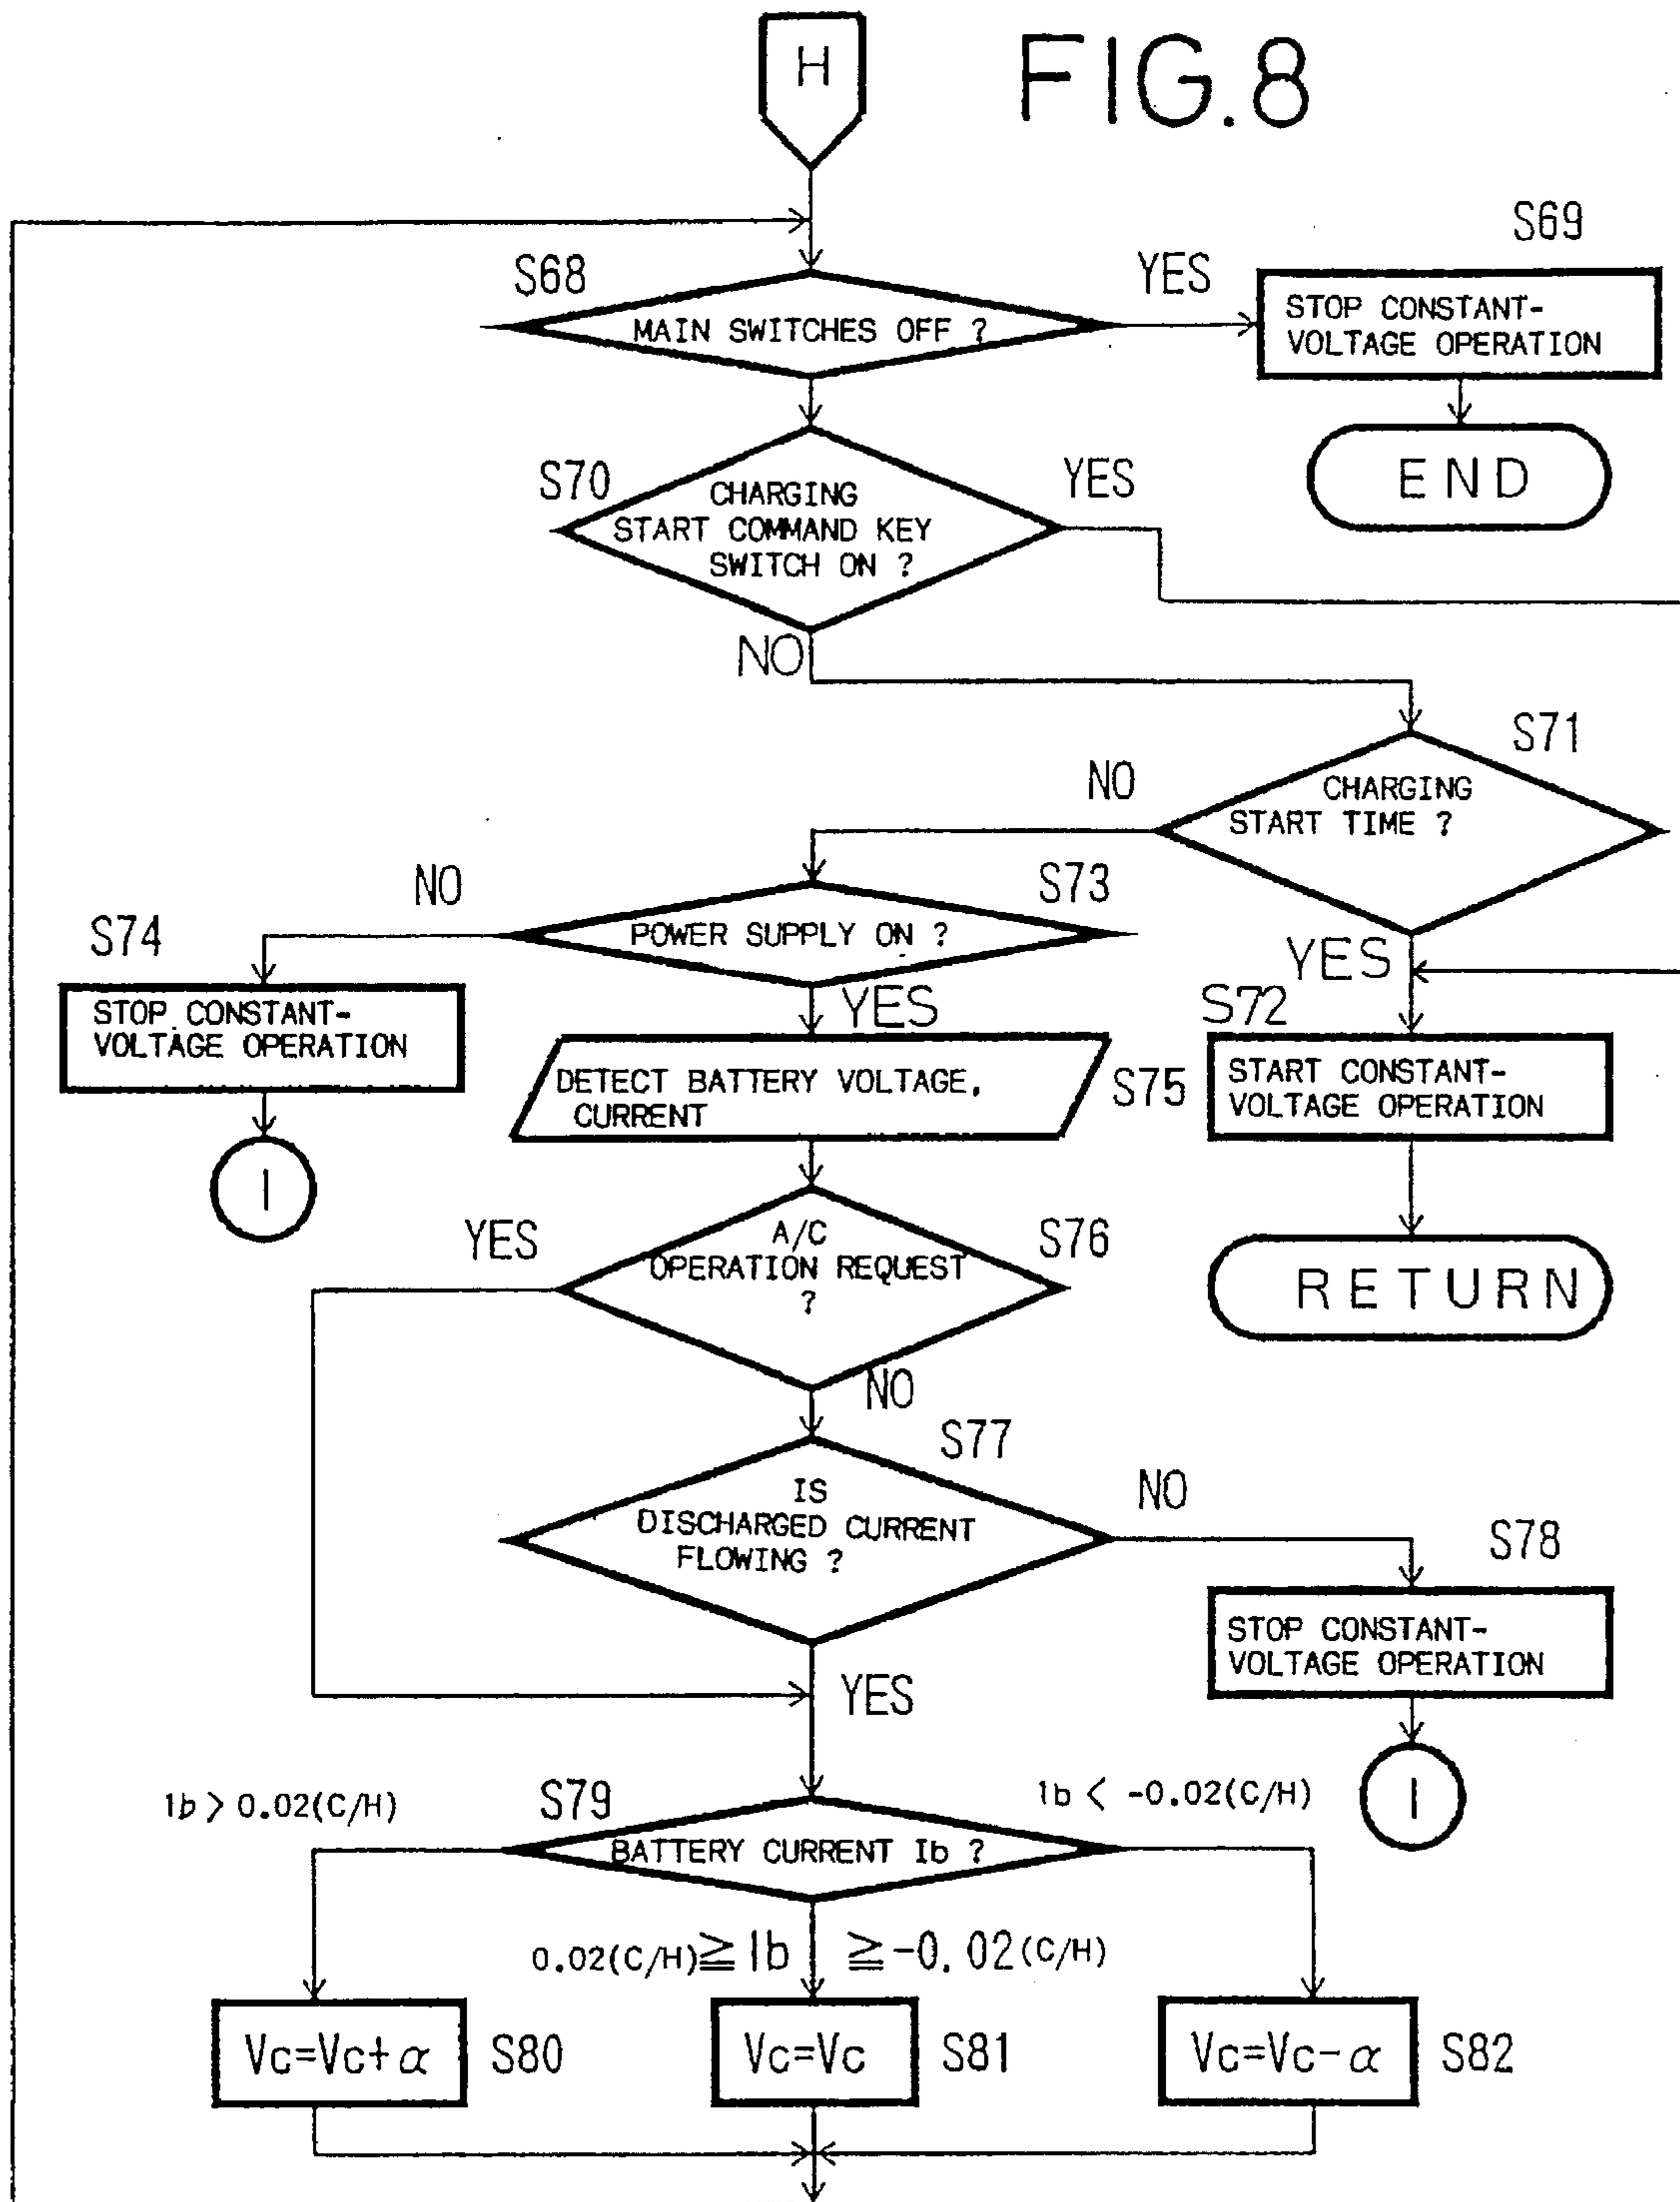 H
FIG.8
S69
S68
YES
MAIN SWITCHES OFF ?
STOP CONSTANT-
VOLTAGE OPERATION
END
S70
YES
CHARGING
START COMMAND KEY
SWITCH ON ?
NO
S71
NO
CHARGING
START TIME ?
NO
S73
S74
POWER SUPPLY ON ?
YES
YES
S72
STOP CONSTANT-
VOLTAGE OPERATION
DETECT BATTERY VOLTAGE,
CURRENT
S75
START CONSTANT-
VOLTAGE OPERATION
I
YES
A/C
OPERATION REQUEST
?
S76
RETURN
NO
S77
IS
DISCHARGED CURRENT
FLOWING ?
NO
S78
STOP CONSTANT-
VOLTAGE OPERATION
YES
I
Ib > 0.02(C/H)
S79
Ib < -0.02(C/H)
BATTERY CURRENT Ib ?
0.02(C/H)≧Ib ≧-0.02(C/H)
Vc=Vc+α
S80
Vc=Vc
S81
Vc=Vc-α
S82